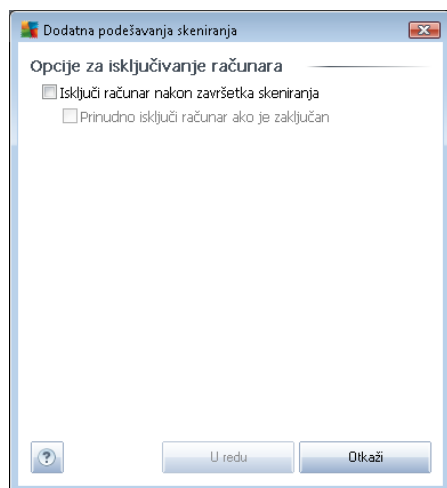 Dodatna podešavanja skeniranja
Opcije za isključivanje računara
Isključi računar nakon završetka skeniranja
Prinudno isključi računar ako je zaključan
?
U redu
Otkaži